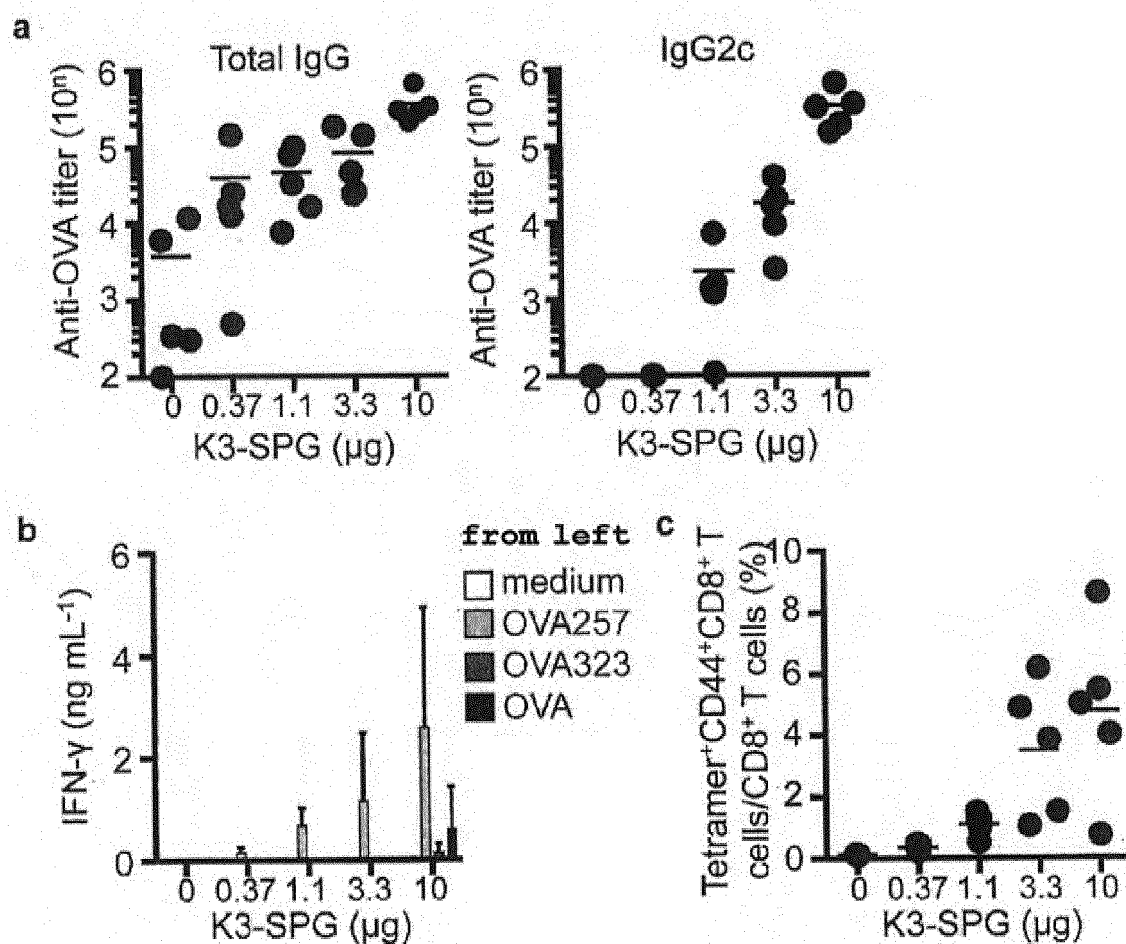 a
Total IgG
Anti-OVA titer (10ⁿ)
6
5
4
3
2
0 0.37 1.1 3.3 10
K3-SPG (µg)
IgG2c
Anti-OVA titer (10ⁿ)
6
5
4
3
2
0 0.37 1.1 3.3 10
K3-SPG (µg)
b
IFN-γ (ng mL⁻¹)
6
4
2
0
0 0.37 1.1 3.3 10
K3-SPG (µg)
from left
medium
OVA257
OVA323
OVA
c
Tetramer⁺CD44⁺CD8⁺ T
cells/CD8⁺ T cells (%)
10
8
6
4
2
0
0 0.37 1.1 3.3 10
K3-SPG (µg)